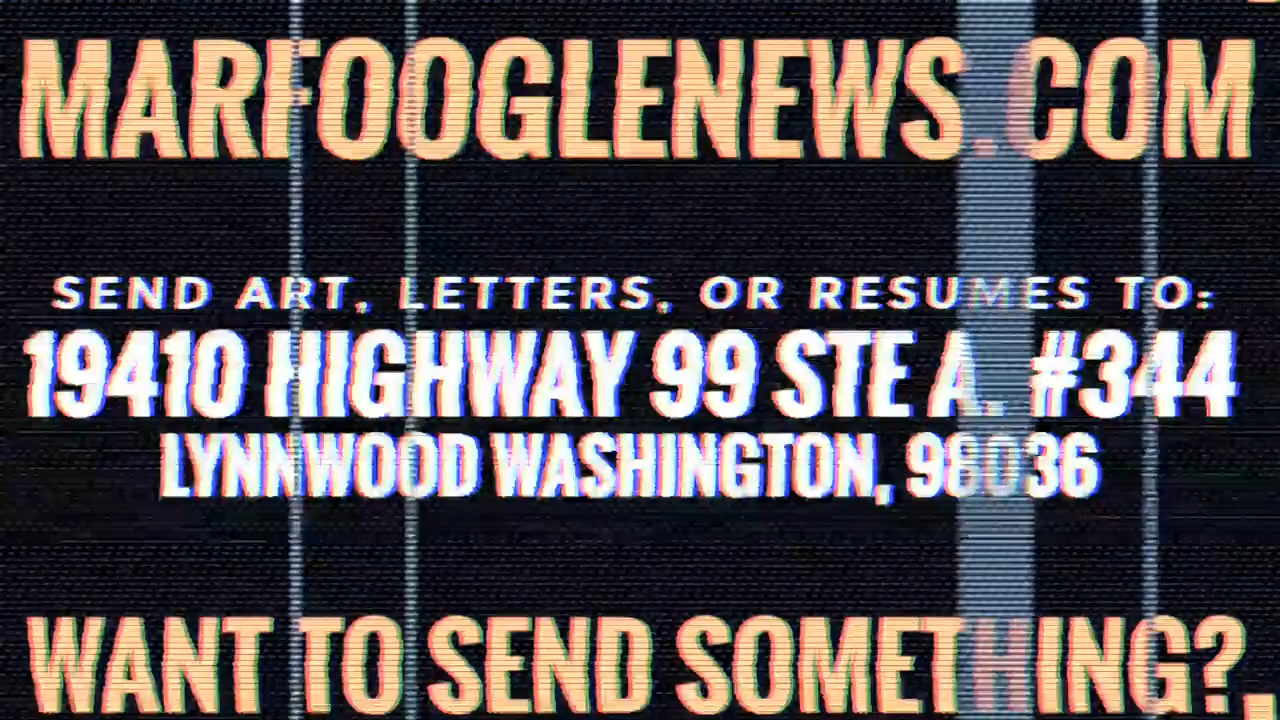 MARFOOGLENEWS.COM
SEND ART, LETTERS, OR RESUMES TO:
19410 HIGHWAY 99 STE A. #344
LYNNWOOD WASHINGTON, 98036
WANT TO SEND SOMETHING?